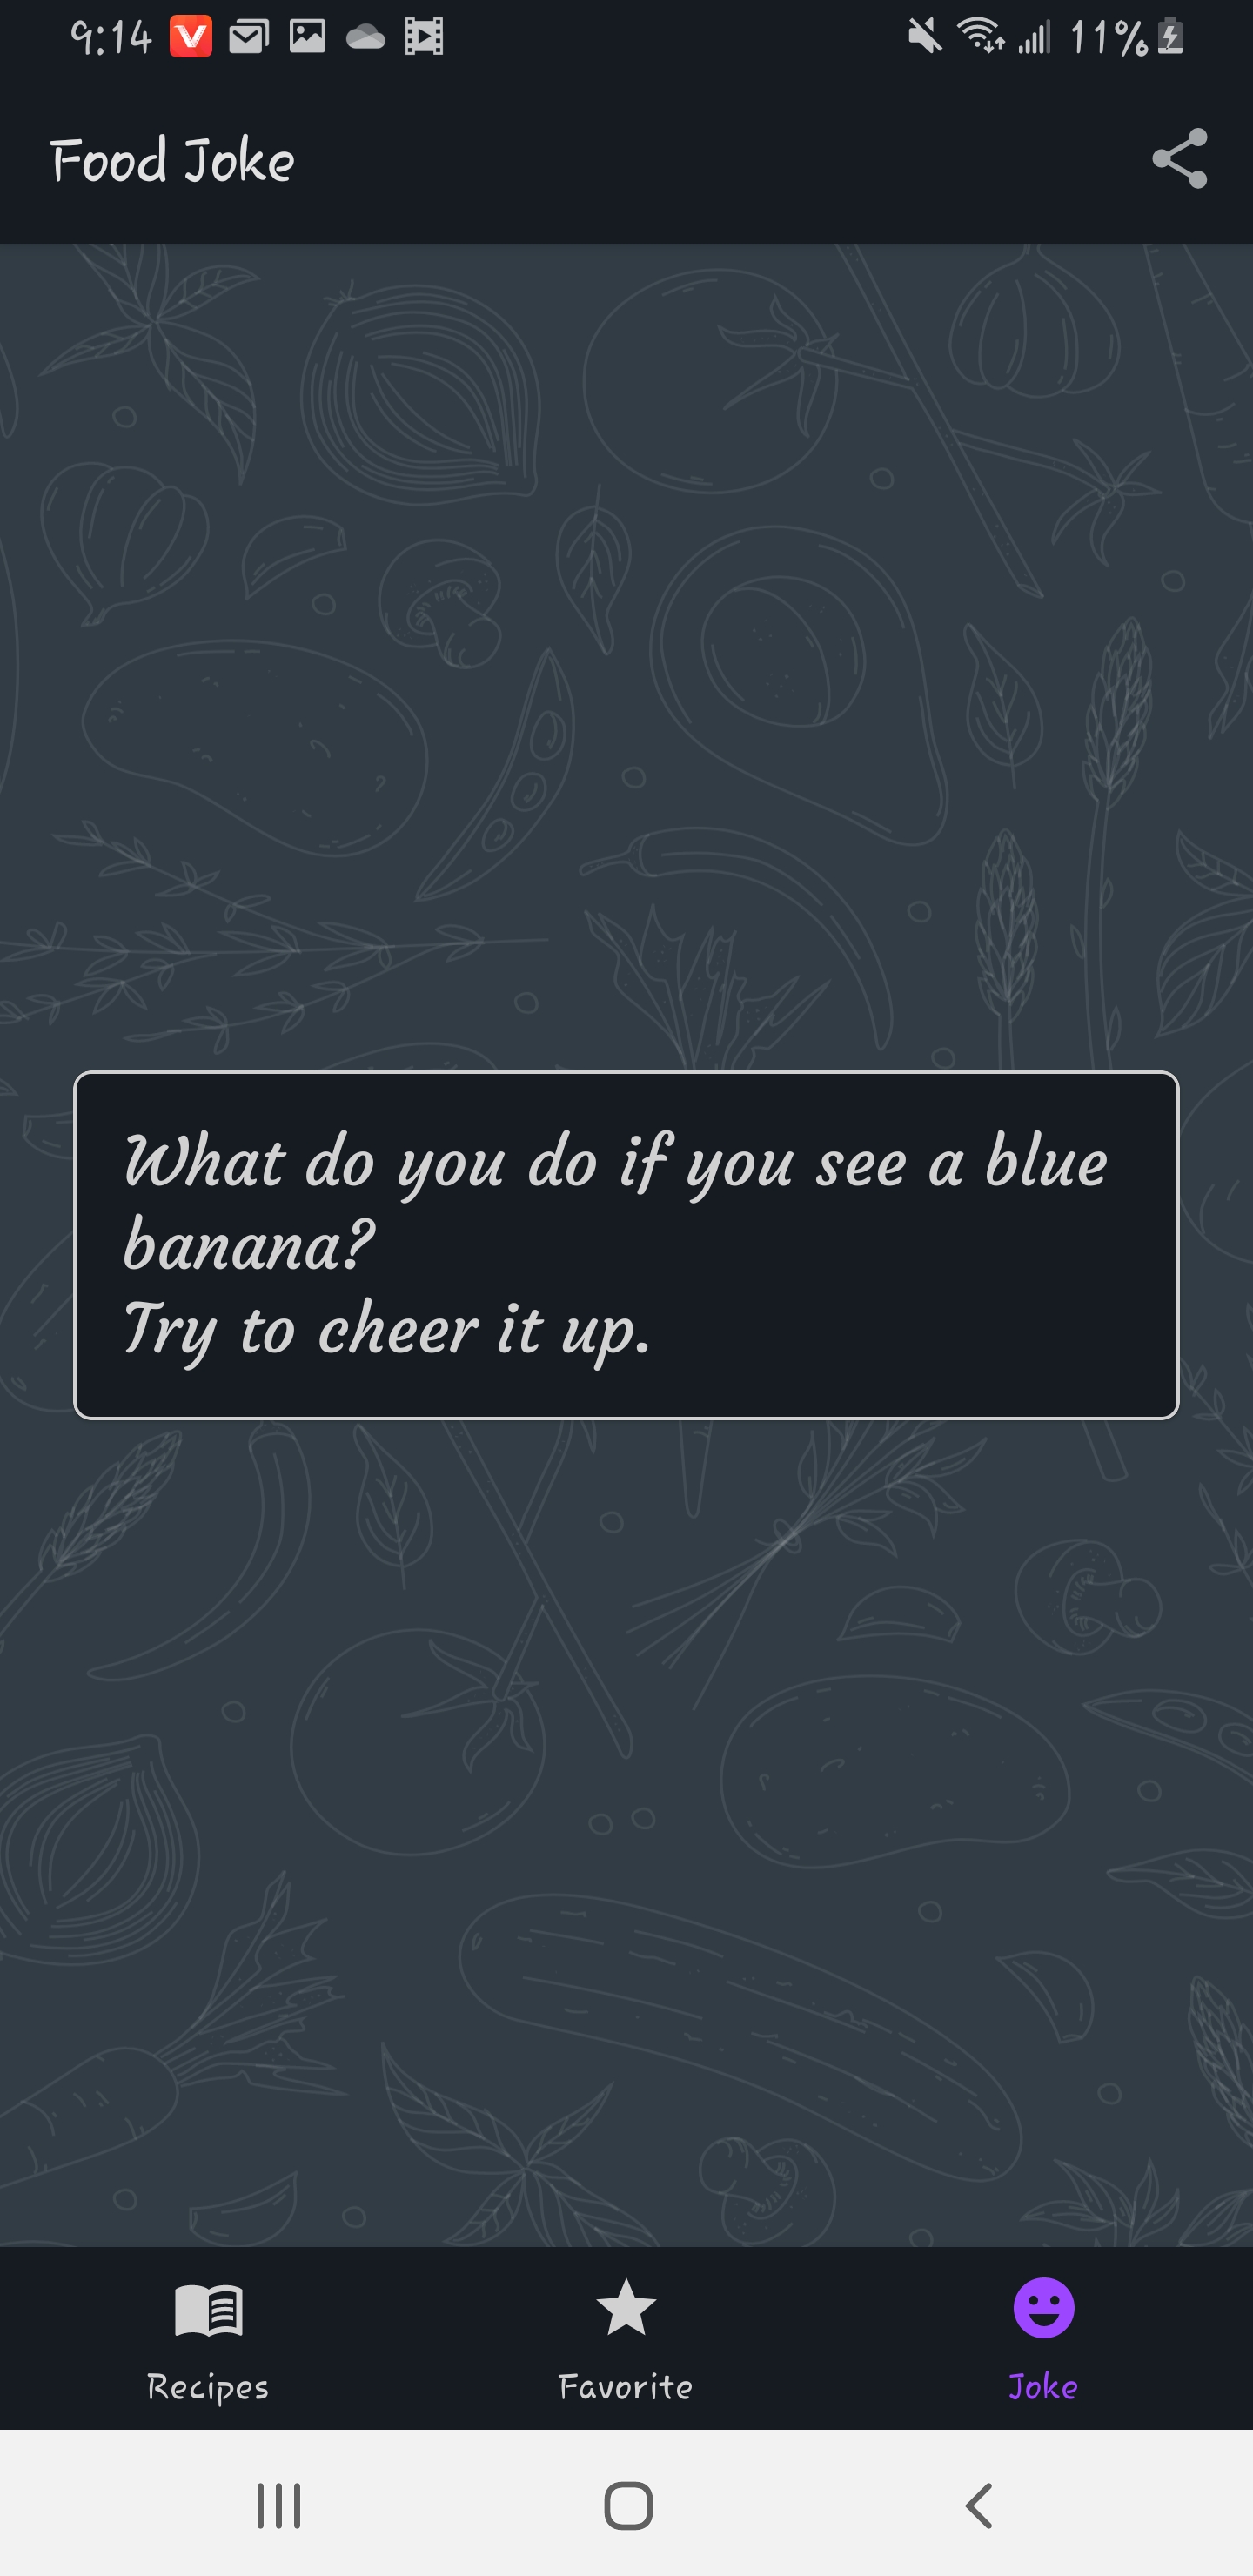 9:14
11%
Food Joke
What do you do if you see a blue
banana?
Try to cheer it up.
Recipes
Favorite
Joke